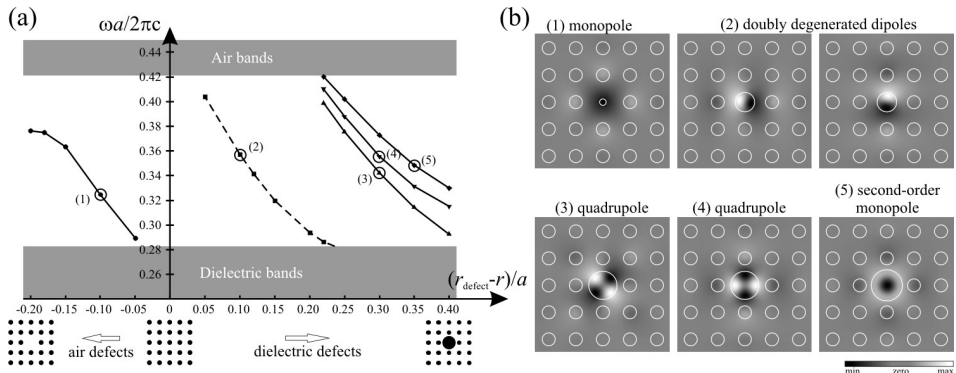 (a)
ωa/2πc
0.44
0.42
0.40
0.38
0.36
0.34
0.32
0.30
0.28
0.26
Air bands
Dielectric bands
(1)
(2)
(3)
(4)
(5)
(r_defect-r)/a
-0.20 -0.15 -0.10 -0.05 0 0.05 0.10 0.15 0.20 0.25 0.30 0.35 0.40
air defects
dielectric defects
(b)
(1) monopole
(2) doubly degenerated dipoles
(3) quadrupole
(4) quadrupole
(5) second-order
monopole
min zero max